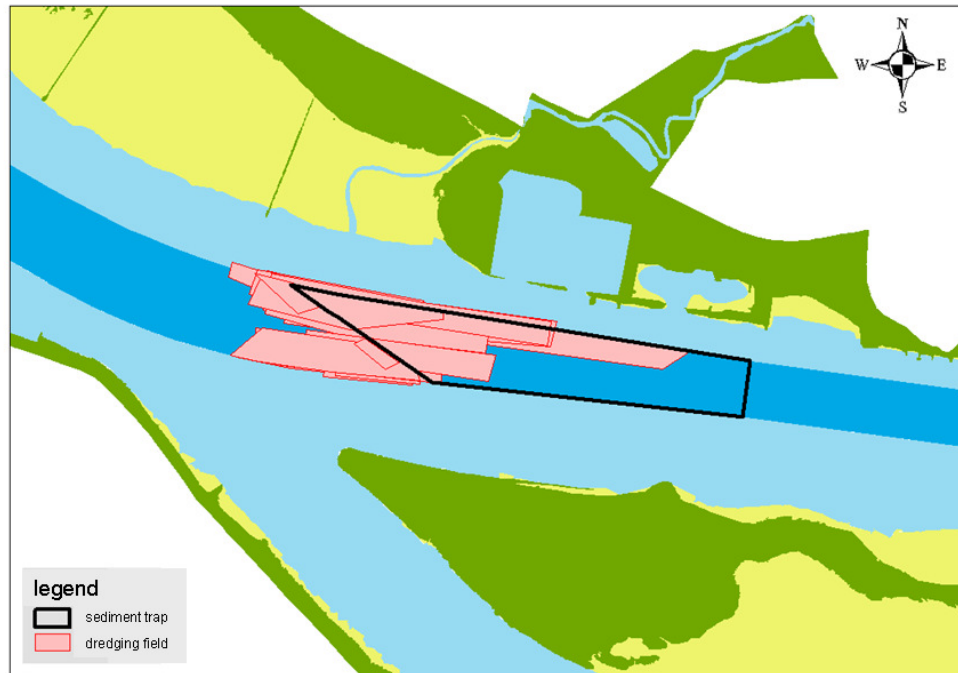 N
W E
S
legend
sediment trap
dredging field